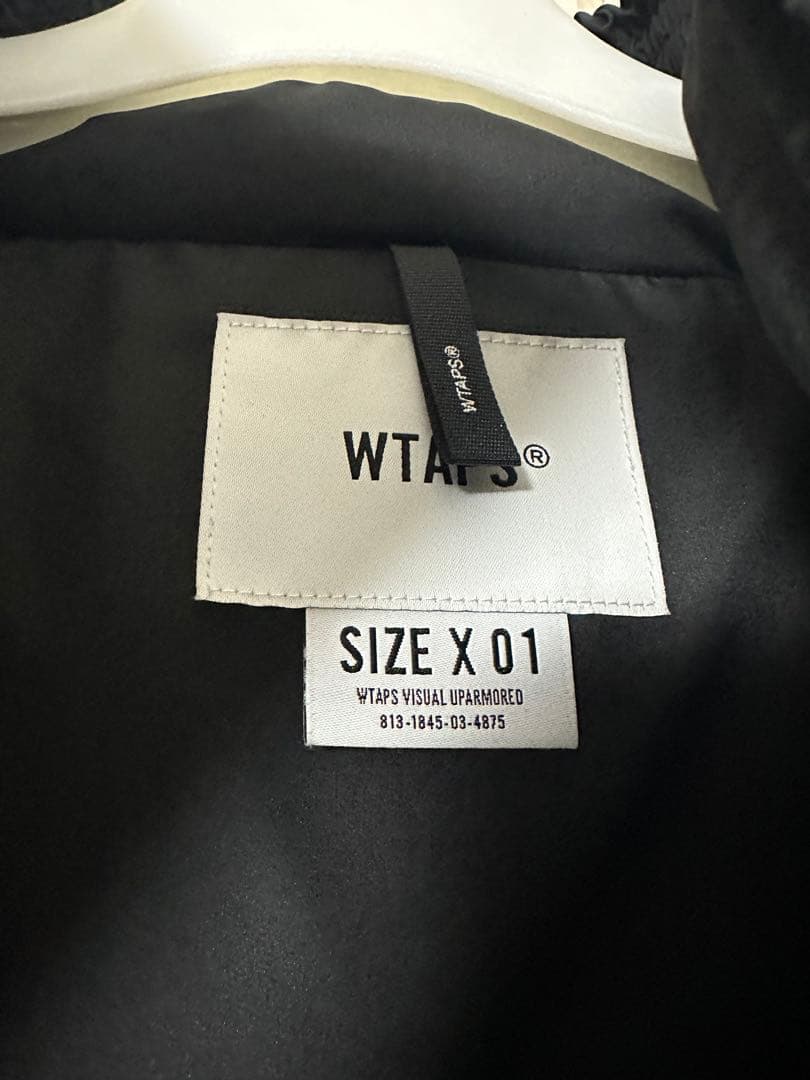 WTAPS®
WTAPS®
SIZE X 01
WTAPS VISUAL UPARMORED
813-1845-03-4875